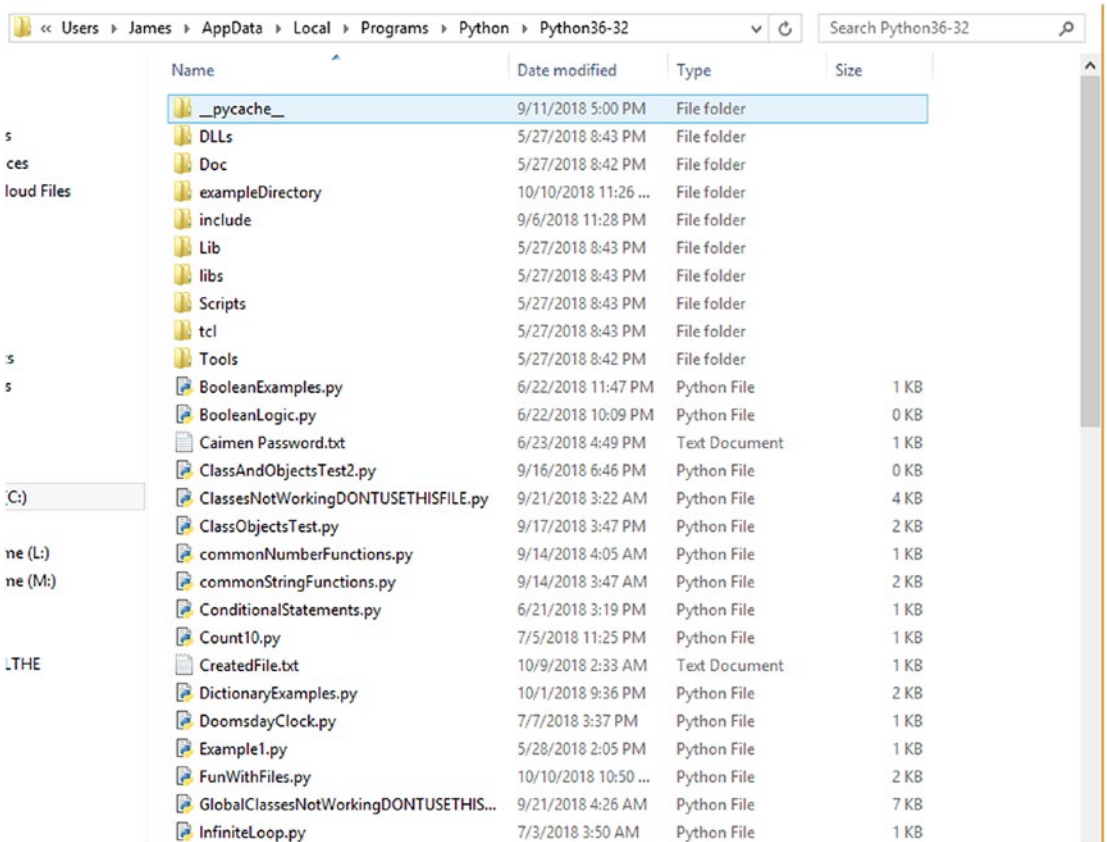 « Users James AppData Local Programs Python Python36-32 Search Python36-32
Name Date modified Type Size
__pycache__ 9/11/2018 5:00 PM File folder
s DLLs 5/27/2018 8:43 PM File folder
ces Doc 5/27/2018 8:42 PM File folder
loud Files exampleDirectory 10/10/2018 11:26 ... File folder
include 9/6/2018 11:28 PM File folder
Lib 5/27/2018 8:43 PM File folder
libs 5/27/2018 8:43 PM File folder
Scripts 5/27/2018 8:43 PM File folder
tcl 5/27/2018 8:43 PM File folder
ts Tools 5/27/2018 8:42 PM File folder
s BooleanExamples.py 6/22/2018 11:47 PM Python File 1 KB
BooleanLogic.py 6/22/2018 10:09 PM Python File 0 KB
Caimen Password.txt 6/23/2018 4:49 PM Text Document 1 KB
ClassAndObjectsTest2.py 9/16/2018 6:46 PM Python File 0 KB
(C:) ClassesNotWorkingDONTUSETHISFILE.py 9/21/2018 3:22 AM Python File 4 KB
ClassObjectsTest.py 9/17/2018 3:47 PM Python File 2 KB
me (L:) commonNumberFunctions.py 9/14/2018 4:05 AM Python File 1 KB
me (M:) commonStringFunctions.py 9/14/2018 3:47 AM Python File 2 KB
ConditionalStatements.py 6/21/2018 3:19 PM Python File 1 KB
Count10.py 7/5/2018 11:25 PM Python File 1 KB
LTHE CreatedFile.txt 10/9/2018 2:33 AM Text Document 1 KB
DictionaryExamples.py 10/1/2018 9:36 PM Python File 2 KB
DoomsdayClock.py 7/7/2018 3:37 PM Python File 1 KB
Example1.py 5/28/2018 2:05 PM Python File 1 KB
FunWithFiles.py 10/10/2018 10:50 ... Python File 2 KB
GlobalClassesNotWorkingDONTUSETHIS... 9/21/2018 4:26 AM Python File 7 KB
InfiniteLoop.py 7/3/2018 3:50 AM Python File 1 KB